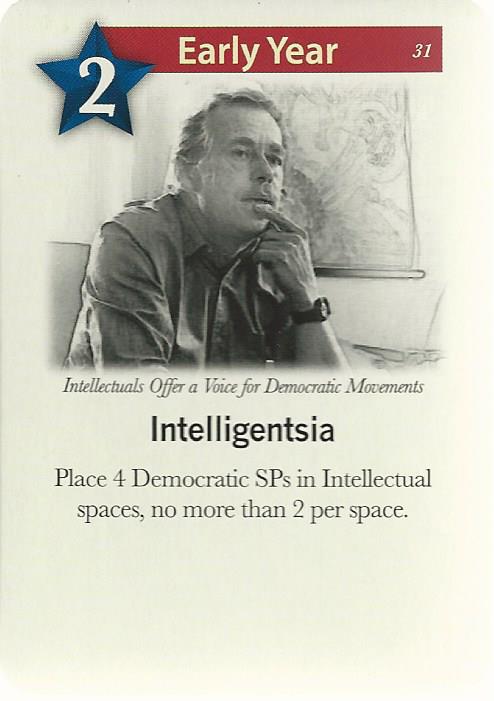 2
Early Year
31
Intellectuals Offer a Voice for Democratic Movements
Intelligentsia
Place 4 Democratic SPs in Intellectual
spaces, no more than 2 per space.